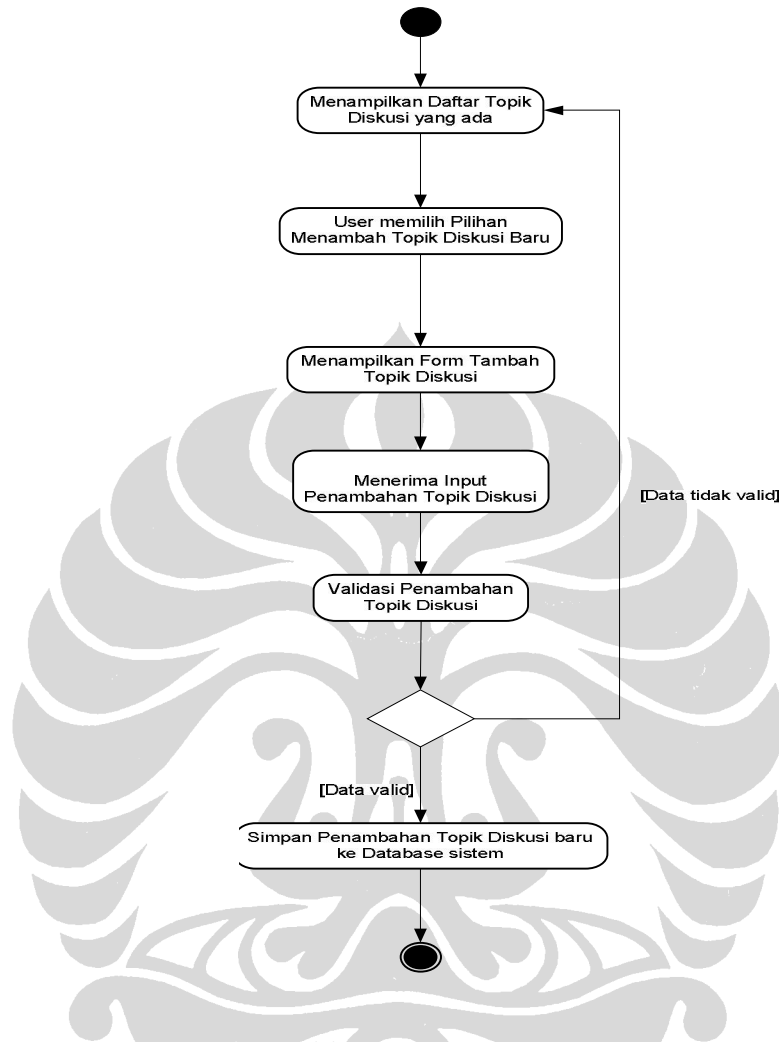 Menampilkan Daftar Topik
Diskusi yang ada
User memilih Pilihan
Menambah Topik Diskusi Baru
Menampilkan Form Tambah
Topik Diskusi
Menerima Input
Penambahan Topik Diskusi
[Data tidak valid]
Validasi Penambahan
Topik Diskusi
[Data valid]
Simpan Penambahan Topik Diskusi baru
ke Database sistem